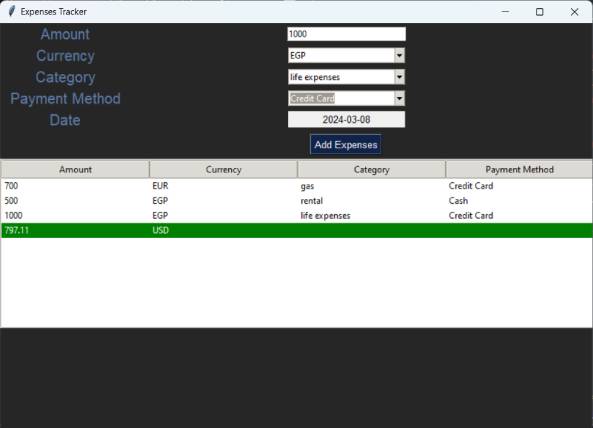 Expenses Tracker
Amount 1000
Currency EGP
Category life expenses
Payment Method Credit Card
Date 2024-03-08
Add Expenses
Amount Currency Category Payment Method
700 EUR gas Credit Card
500 EGP rental Cash
1000 EGP life expenses Credit Card
797.11 USD